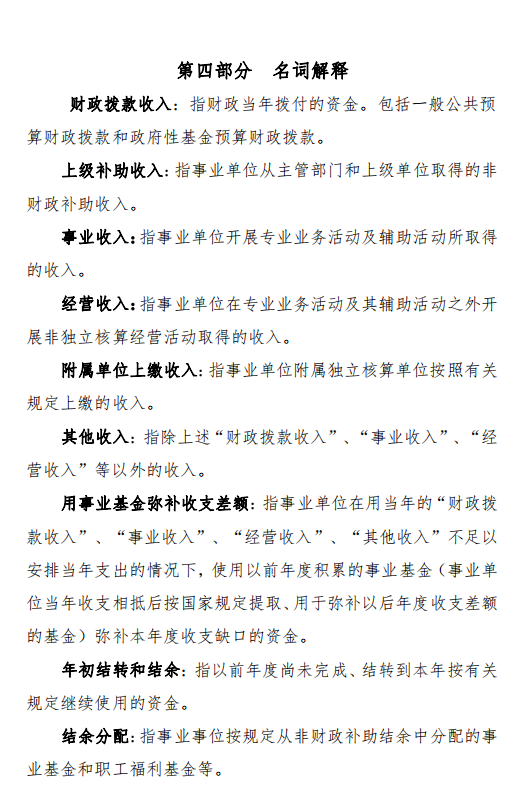 第四部分　名词解释
财政拨款收入：指财政当年拨付的资金。包括一般公共预
算财政拨款和政府性基金预算财政拨款。
上级补助收入：指事业单位从主管部门和上级单位取得的非
财政补助收入。
事业收入：指事业单位开展专业业务活动及辅助活动所取得
的收入。
经营收入：指事业单位在专业业务活动及其辅助活动之外开
展非独立核算经营活动取得的收入。
附属单位上缴收入：指事业单位附属独立核算单位按照有关
规定上缴的收入。
其他收入：指除上述“财政拨款收入”、“事业收入”、“经
营收入”等以外的收入。
用事业基金弥补收支差额：指事业单位在用当年的“财政拨
款收入”、“事业收入”、“经营收入”、“其他收入”不足以
安排当年支出的情况下，使用以前年度积累的事业基金（事业单
位当年收支相抵后按国家规定提取、用于弥补以后年度收支差额
的基金）弥补本年度收支缺口的资金。
年初结转和结余：指以前年度尚未完成、结转到本年按有关
规定继续使用的资金。
结余分配：指事业事位按规定从非财政补助结余中分配的事
业基金和职工福利基金等。